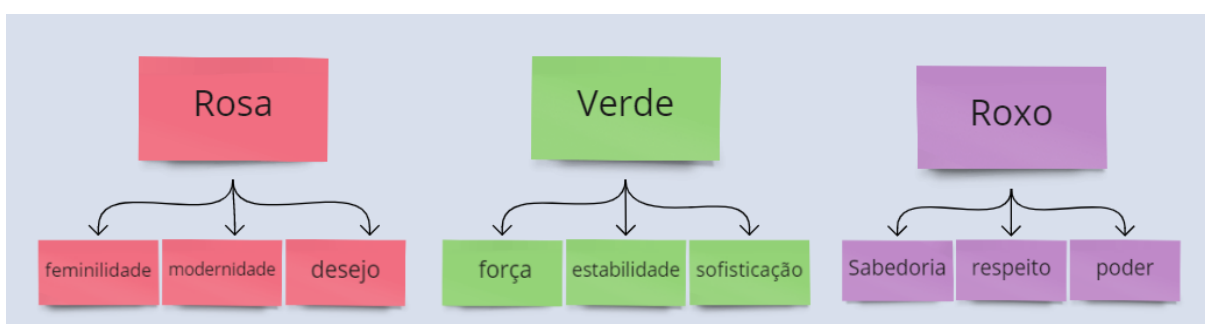 Rosa
feminilidade
modernidade
desejo
Verde
força
estabilidade
sofisticação
Roxo
Sabedoria
respeito
poder